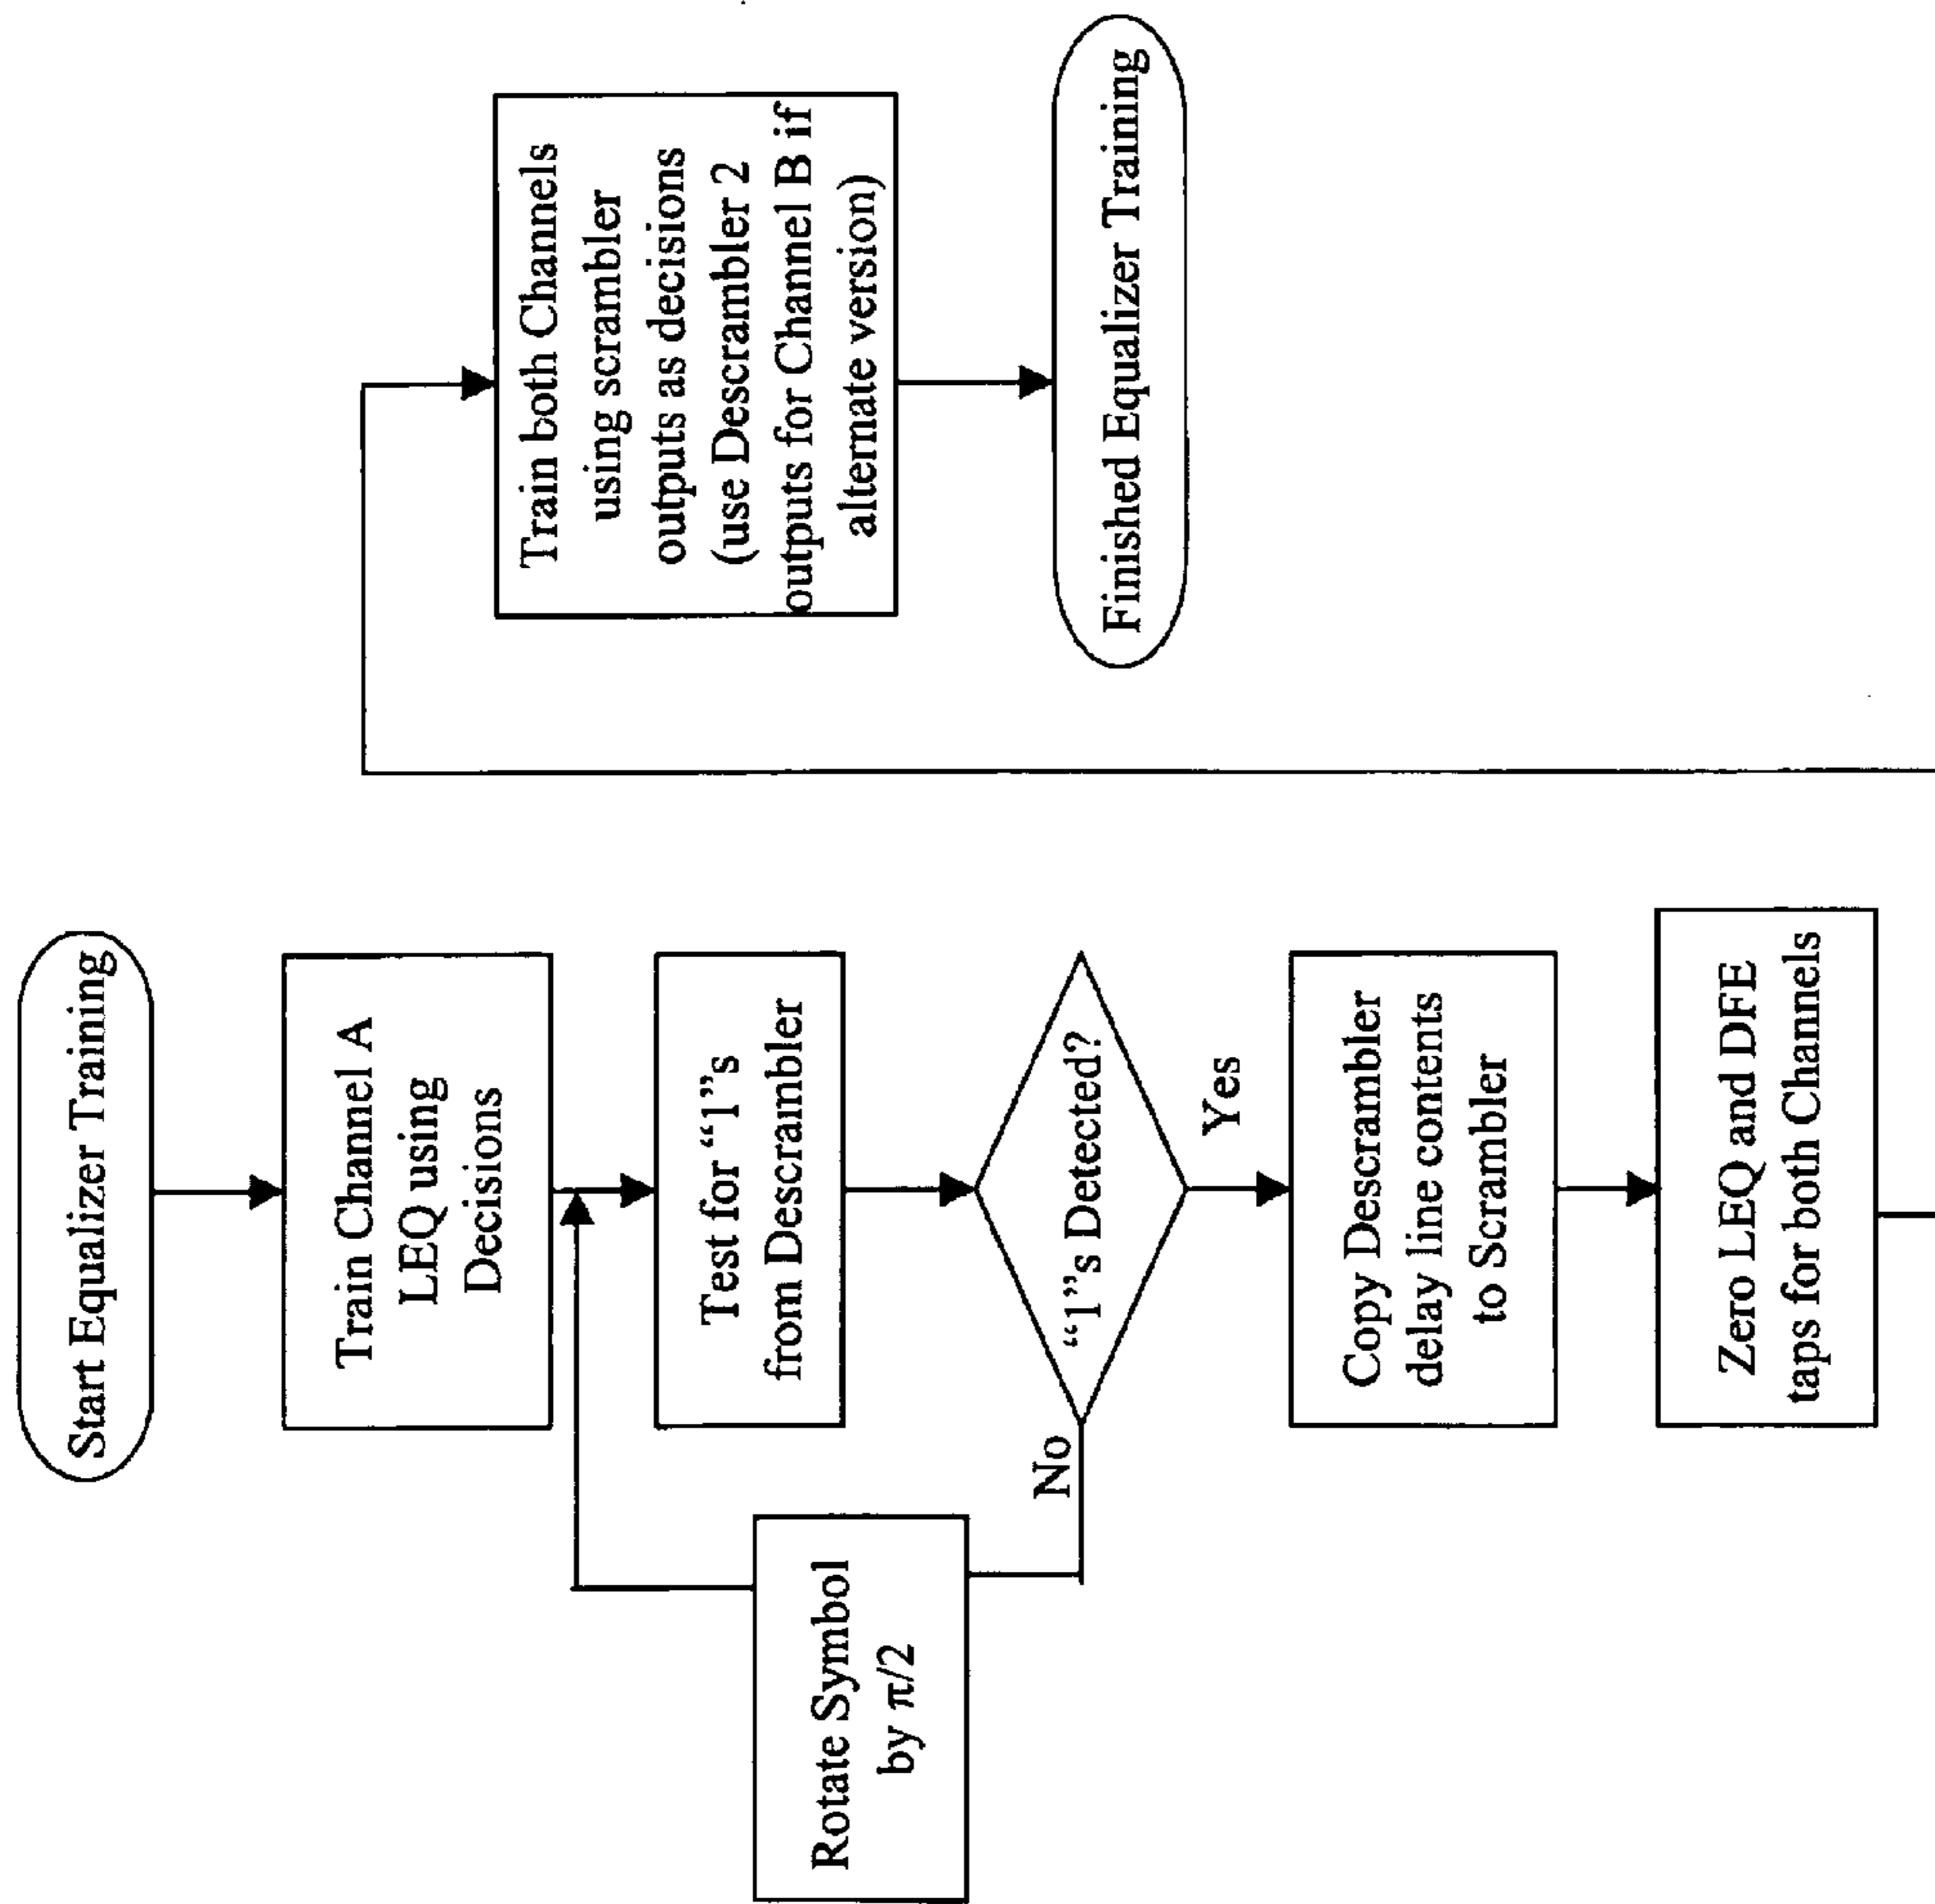 Start Equalizer Training
Train Channel A
LEQ using
Decisions
Test for “1”s
from Descrambler
“1”s Detected?
No
Rotate Symbol
by π/2
Yes
Copy Descrambler
delay line contents
to Scrambler
Zero LEQ and DFE
taps for both Channels
Train both Channels
using scrambler
outputs as decisions
(use Descrambler 2
outputs for Channel B if
alternate version)
Finished Equalizer Training